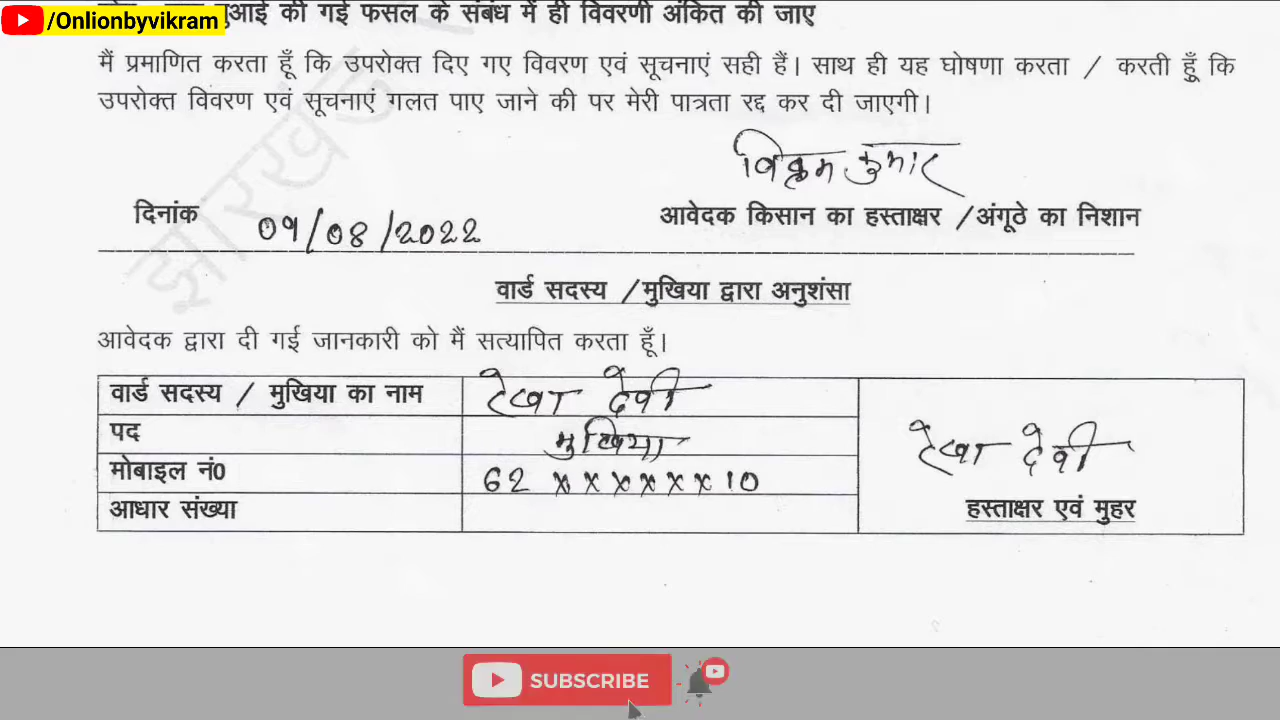 /Onlionbyvikram
बुआई की गई फसल के संबंध में ही विवरणी अंकित की जाए
मैं प्रमाणित करता हूँ कि उपरोक्त दिए गए विवरण एवं सूचनाएं सही हैं। साथ ही यह घोषणा करता / करती हूँ कि
उपरोक्त विवरण एवं सूचनाएं गलत पाए जाने की पर मेरी पात्रता रद्द कर दी जाएगी।
विक्रम कुमार
दिनांक 09/08/2022 आवेदक किसान का हस्ताक्षर /अंगूठे का निशान
वार्ड सदस्य /मुखिया द्वारा अनुशंसा
आवेदक द्वारा दी गई जानकारी को मैं सत्यापित करता हूँ।
वार्ड सदस्य / मुखिया का नाम रेखा देवी
पद मुखिया
मोबाइल नं0 62 xxxxxx10
आधार संख्या
रेखा देवी
हस्ताक्षर एवं मुहर
झारखंड
SUBSCRIBE